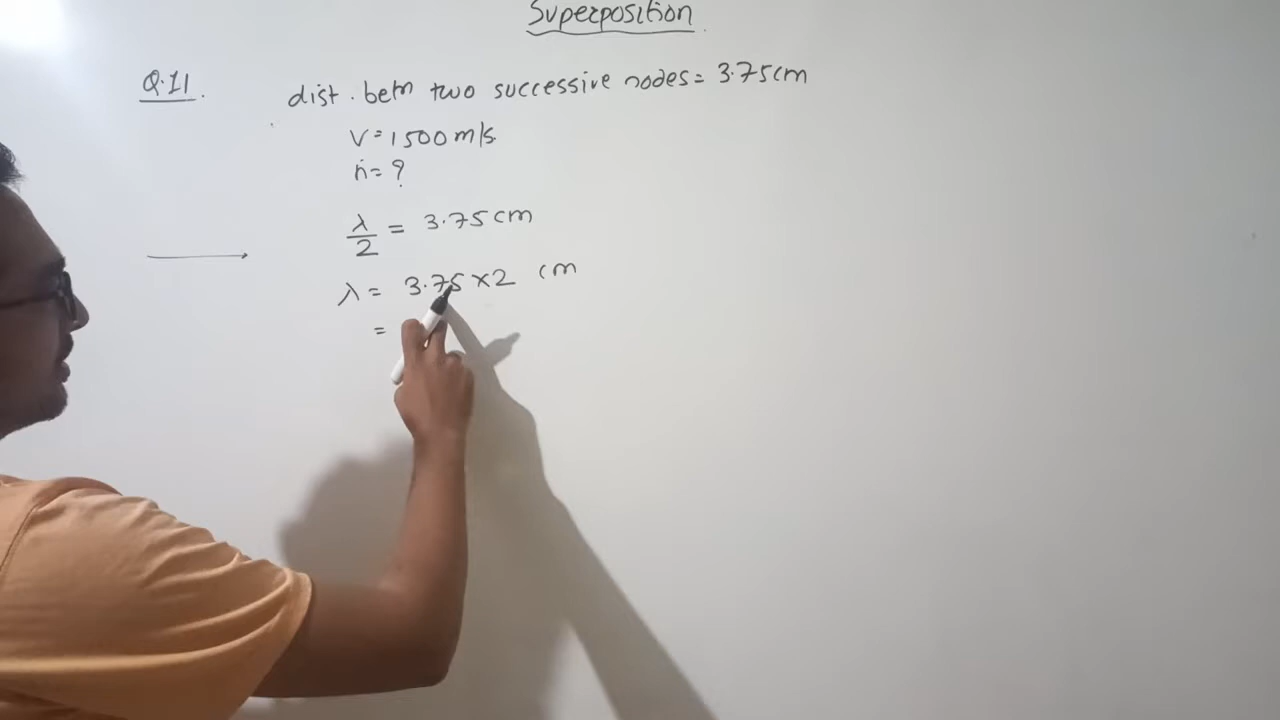 Superposition
Q.11.
dist. betn two successive nodes = 3.75cm
v = 1500 m/s
n = ?
λ/2 = 3.75 cm
λ = 3.75 × 2 cm
=